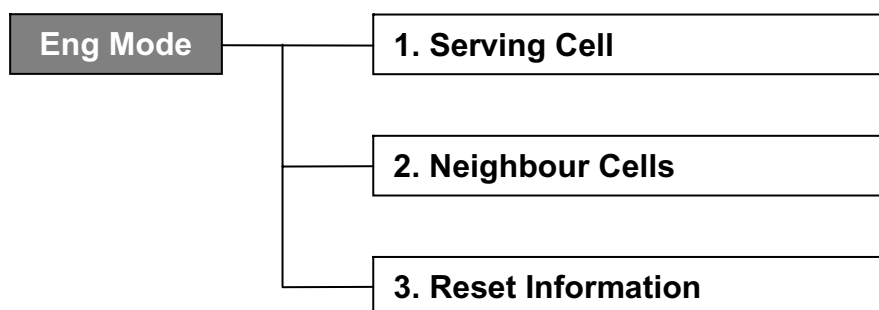 Eng Mode
1. Serving Cell
2. Neighbour Cells
3. Reset Information